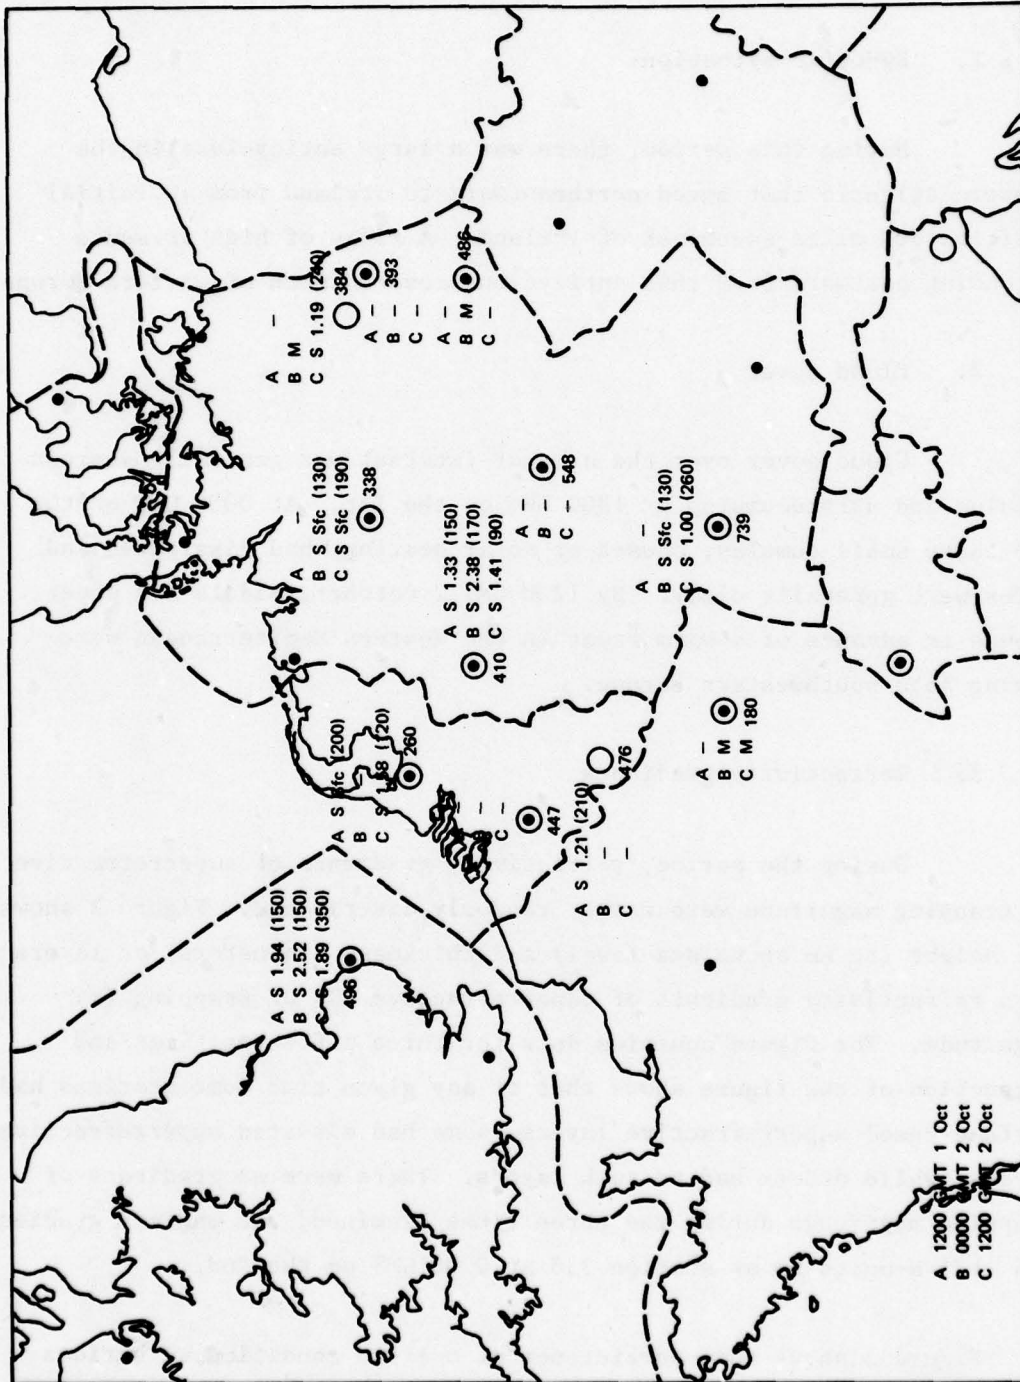 A S 1.94 (150)
B S 2.52 (150)
C S 1.89 (360)
496
A S Sfc (200)
B
C S (120)
260
A –
B M
C S 1.19 (240)
384
A –
B –
C –
393
A –
B M
C –
486
A –
B S Sfc (130)
C S Sfc (190)
338
A S 1.33 (150)
B S 2.38 (170)
C S 1.41 (90)
410
A –
B –
C –
548
–
–
C –
447
A S 1.21 (210)
B –
C –
476
A –
B M
C M
180
A –
B S Sfc (130)
C S 1.00 (260)
739
A 1200 GMT 1 Oct
B 0000 GMT 2 Oct
C 1200 GMT 2 Oct